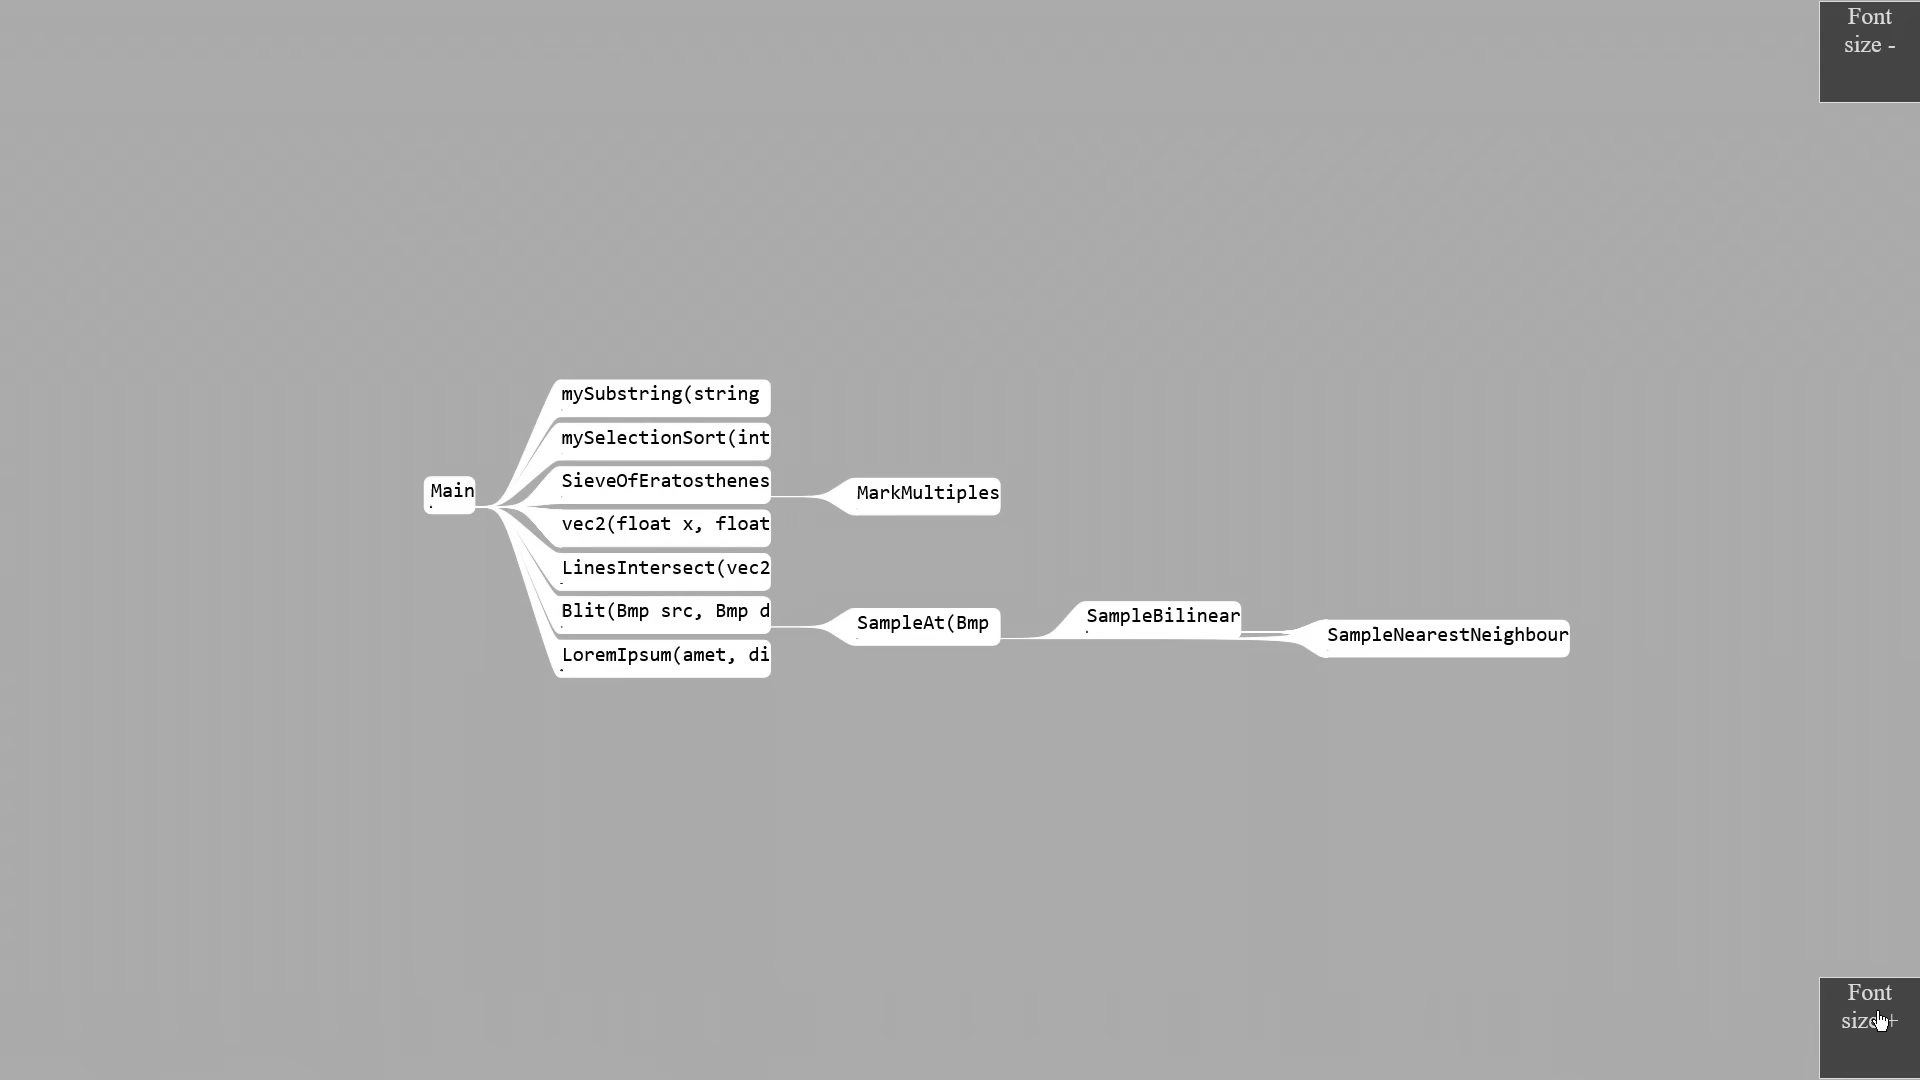 Font
size -
mySubstring(string
mySelectionSort(int
Main
SieveOfEratosthenes
MarkMultiples
vec2(float x, float
LinesIntersect(vec2
Blit(Bmp src, Bmp d
SampleAt(Bmp
SampleBilinear
SampleNearestNeighbour
LoremIpsum(amet, di
Font
size +